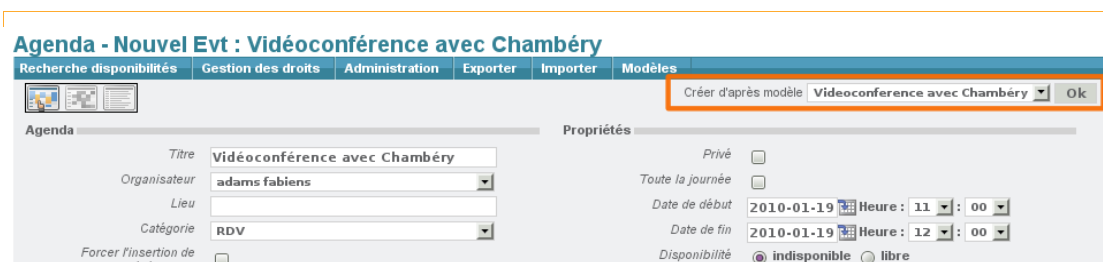 Agenda - Nouvel Evt : Vidéoconférence avec Chambéry
Recherche disponibilités Gestion des droits Administration Exporter Importer Modèles
Créer d'après modèle Videoconference avec Chambéry Ok
Agenda Propriétés
Titre Vidéoconférence avec Chambéry Privé
Organisateur adams fabiens Toute la journée
Lieu Date de début 2010-01-19 Heure : 11 : 00
Catégorie RDV Date de fin 2010-01-19 Heure : 12 : 00
Forcer l'insertion de Disponibilité indisponible libre